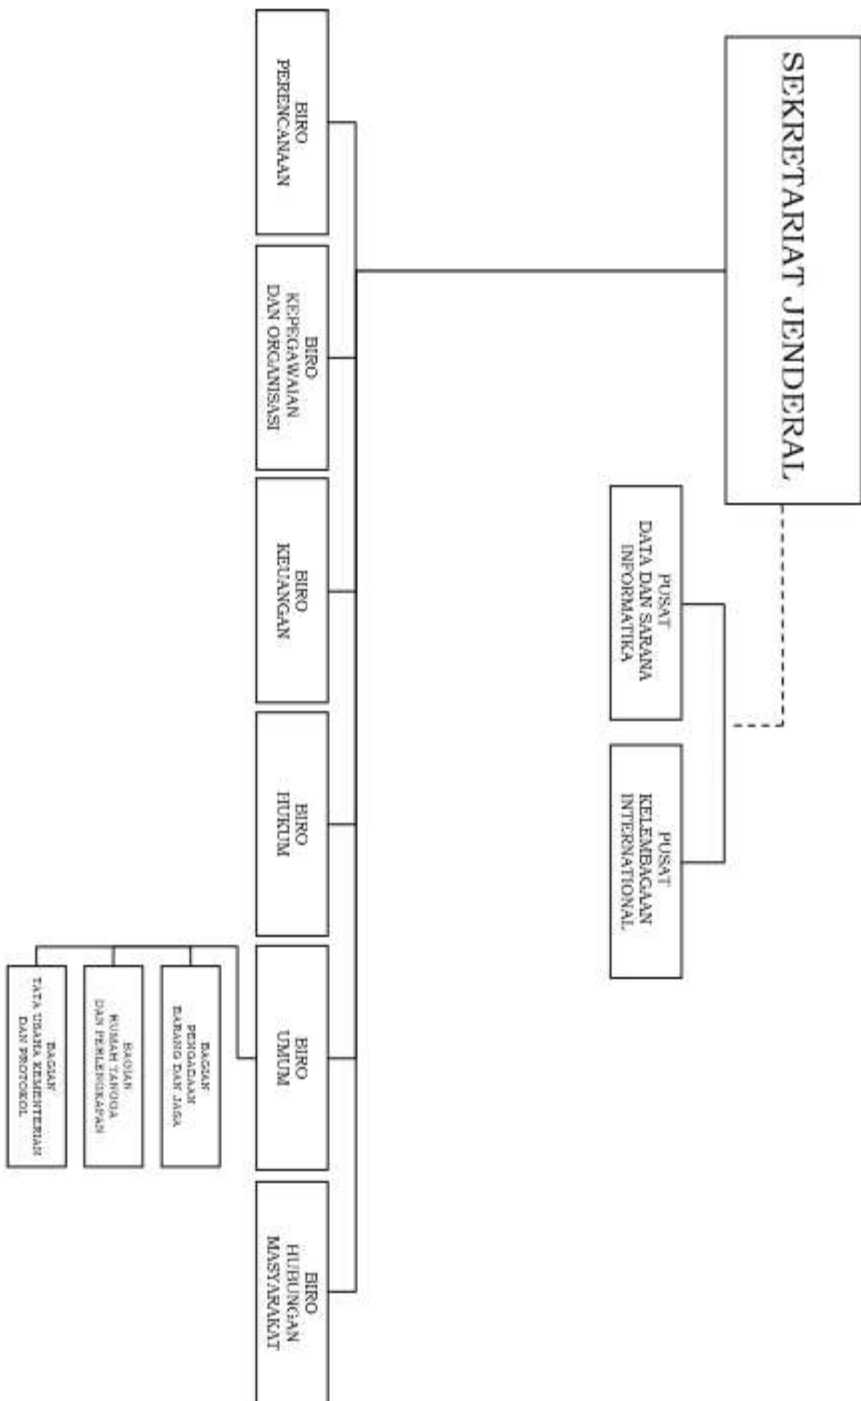 SEKRETARIAT JENDERAL
PUSAT
DATA DAN SARANA
INFORMATIKA
PUSAT
KELEMBAGAAN
INTERNATIONAL
BIRO
PERENCANAAN
BIRO
KEPEGAWAIAN
DAN ORGANISASI
BIRO
KEUANGAN
BIRO
HUKUM
BIRO
UMUM
BIRO
HUBUNGAN
MASYARAKAT
BAGIAN
PENGADAAN
BARANG DAN JASA
BAGIAN
RUMAH TANGGA
DAN PERLENGKAPAN
BAGIAN
TATA USAHA KEMENTERIAN
DAN PROTOKOL